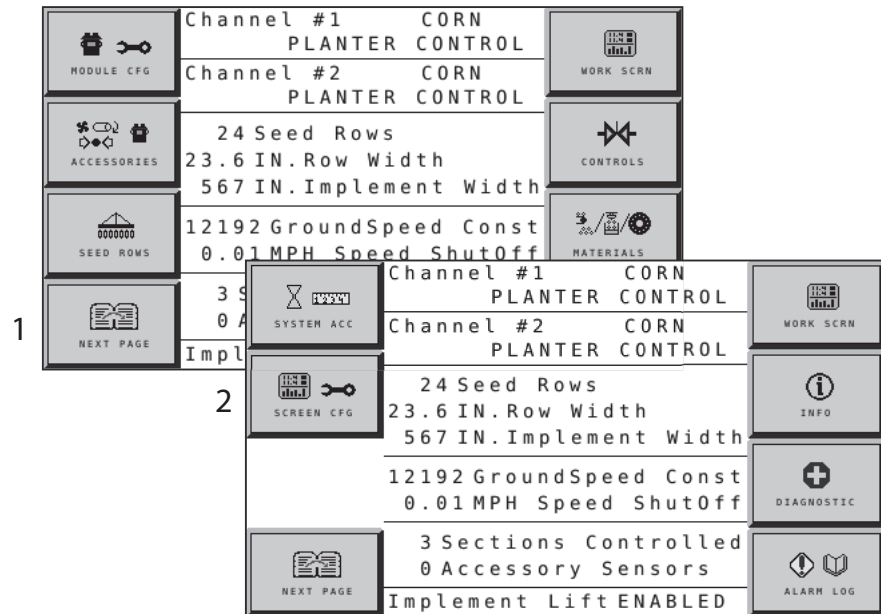 Channel #1 CORN
PLANTER CONTROL
Channel #2 CORN
PLANTER CONTROL
24 Seed Rows
23.6 IN. Row Width
567 IN. Implement Width
12192 GroundSpeed Const
0.01 MPH Speed ShutOff
3 S
0 A
Impl
MODULE CFG
ACCESSORIES
SEED ROWS
NEXT PAGE
WORK SCRN
CONTROLS
MATERIALS
1
2
SYSTEM ACC
SCREEN CFG
NEXT PAGE
Channel #1 CORN
PLANTER CONTROL
Channel #2 CORN
PLANTER CONTROL
24 Seed Rows
23.6 IN. Row Width
567 IN. Implement Width
12192 GroundSpeed Const
0.01 MPH Speed ShutOff
3 Sections Controlled
0 Accessory Sensors
Implement Lift ENABLED
WORK SCRN
INFO
DIAGNOSTIC
ALARM LOG